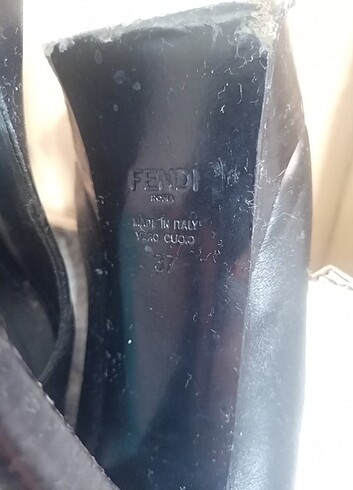 FENDI
ROMA
MADE IN ITALY
VERO CUOIO
37